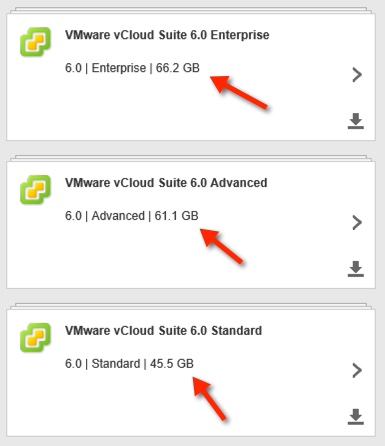 VMware vCloud Suite 6.0 Enterprise
6.0 | Enterprise | 66.2 GB
VMware vCloud Suite 6.0 Advanced
6.0 | Advanced | 61.1 GB
VMware vCloud Suite 6.0 Standard
6.0 | Standard | 45.5 GB